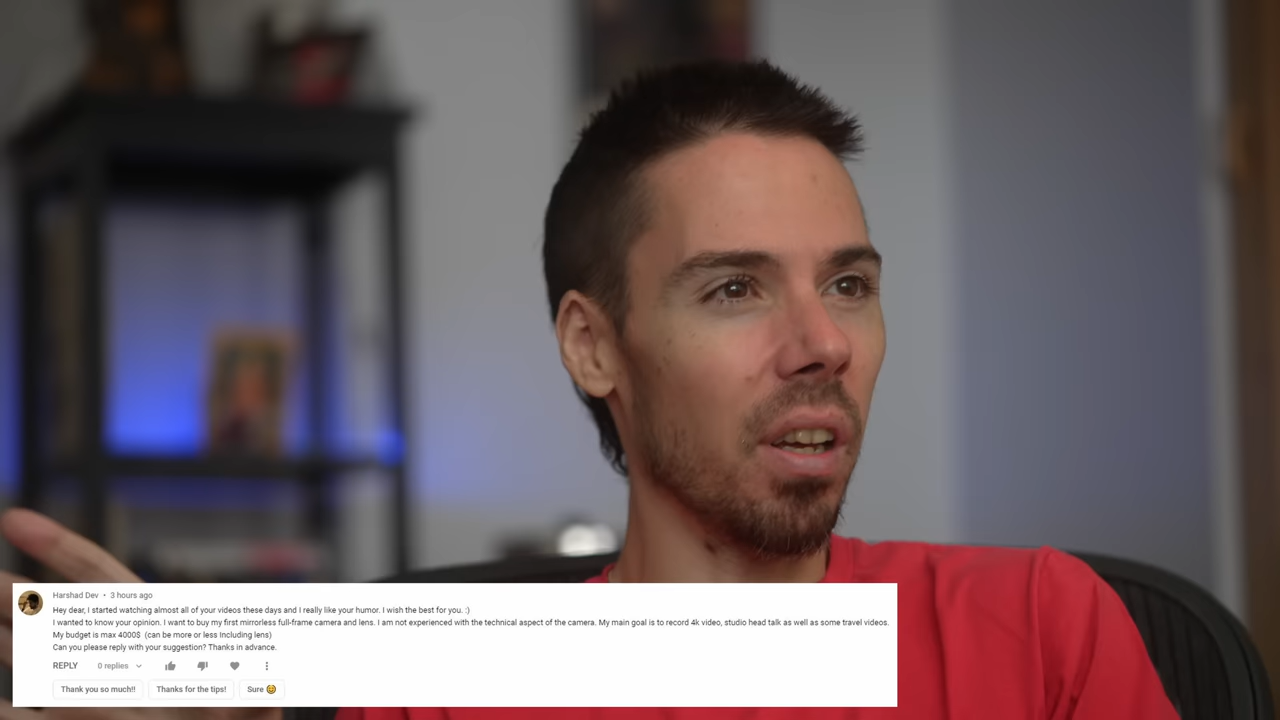 Harshad Dev • 3 hours ago
Hey dear, I started watching almost all of your videos these days and I really like your humor. I wish the best for you. :)
I wanted to know your opinion. I want to buy my first mirrorless full-frame camera and lens. I am not experienced with the technical aspect of the camera. My main goal is to record 4k video, studio head talk as well as some travel videos.
My budget is max 4000$ (can be more or less Including lens)
Can you please reply with your suggestion? Thanks in advance.
REPLY 0 replies
Thank you so much!! Thanks for the tips! Sure 😊